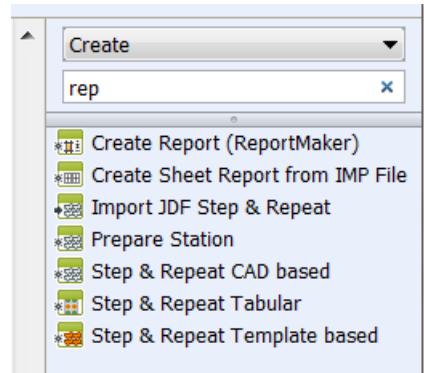 Create
rep
Create Report (ReportMaker)
Create Sheet Report from IMP File
Import JDF Step & Repeat
Prepare Station
Step & Repeat CAD based
Step & Repeat Tabular
Step & Repeat Template based